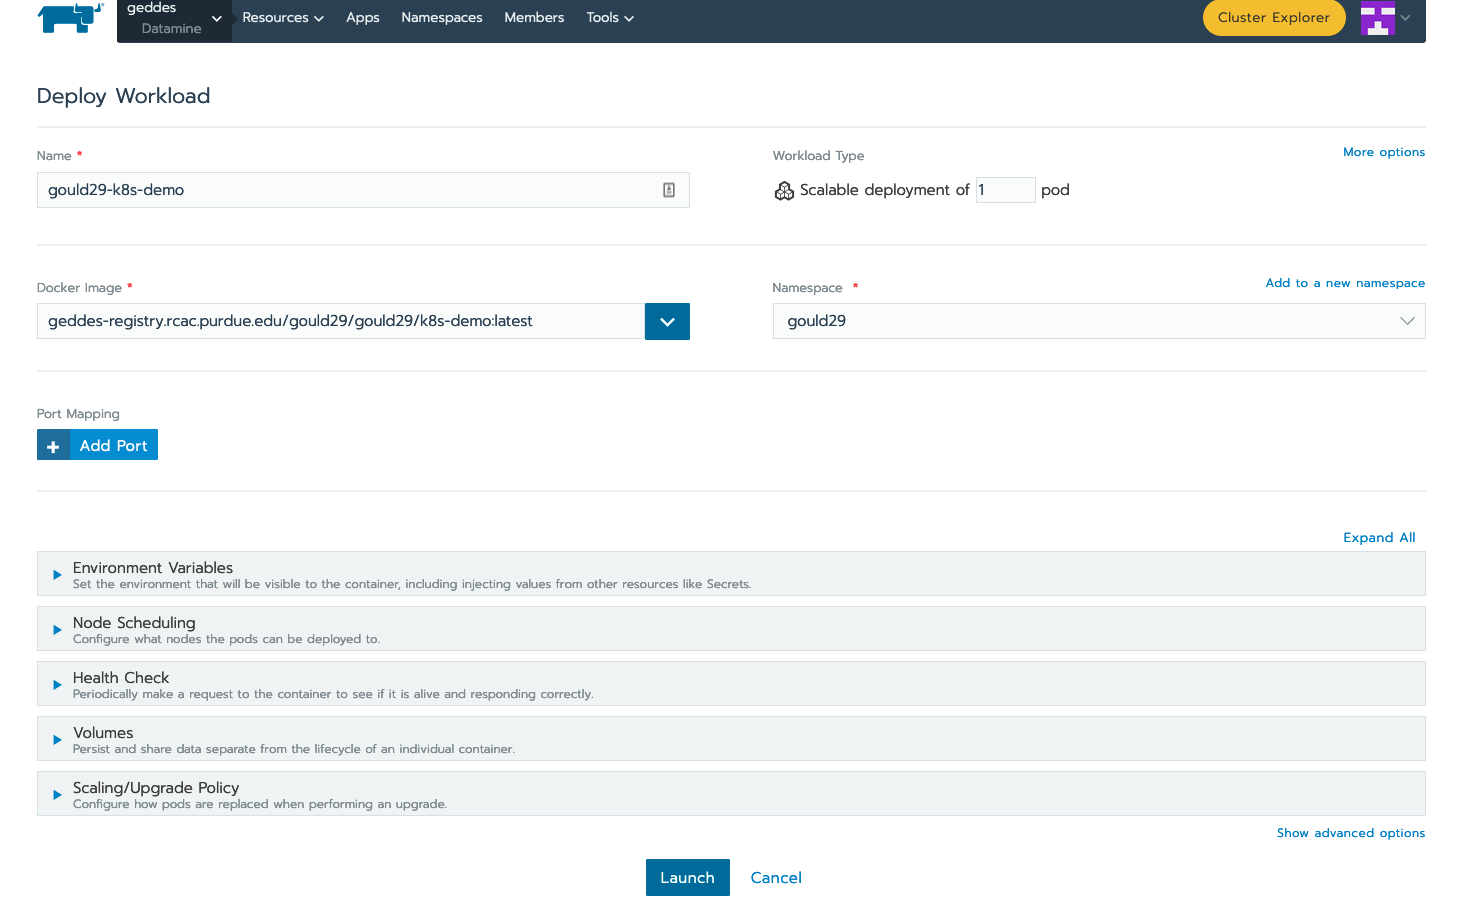 geddes
Datamine
Resources
Apps
Namespaces
Members
Tools
Cluster Explorer
Deploy Workload
Name *
Workload Type
More options
gould29-k8s-demo
Scalable deployment of 1 pod
Docker Image *
Namespace *
Add to a new namespace
geddes-registry.rcac.purdue.edu/gould29/gould29/k8s-demo:latest
gould29
Port Mapping
+ Add Port
Expand All
Environment Variables
Set the environment that will be visible to the container, including injecting values from other resources like Secrets.
Node Scheduling
Configure what nodes the pods can be deployed to.
Health Check
Periodically make a request to the container to see if it is alive and responding correctly.
Volumes
Persist and share data separate from the lifecycle of an individual container.
Scaling/Upgrade Policy
Configure how pods are replaced when performing an upgrade.
Show advanced options
Launch
Cancel